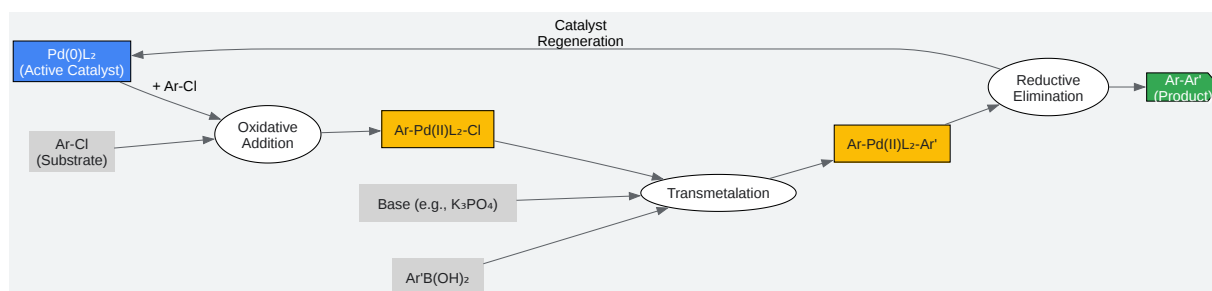 Catalyst
Regeneration
Pd(0)L₂
(Active Catalyst)
+ Ar-Cl
Reductive
Elimination
Ar-Ar'
(Product)
Oxidative
Addition
Ar-Pd(II)L₂-Cl
Ar-Pd(II)L₂-Ar'
Ar-Cl
(Substrate)
Transmetalation
Base (e.g., K₃PO₄)
Ar'B(OH)₂